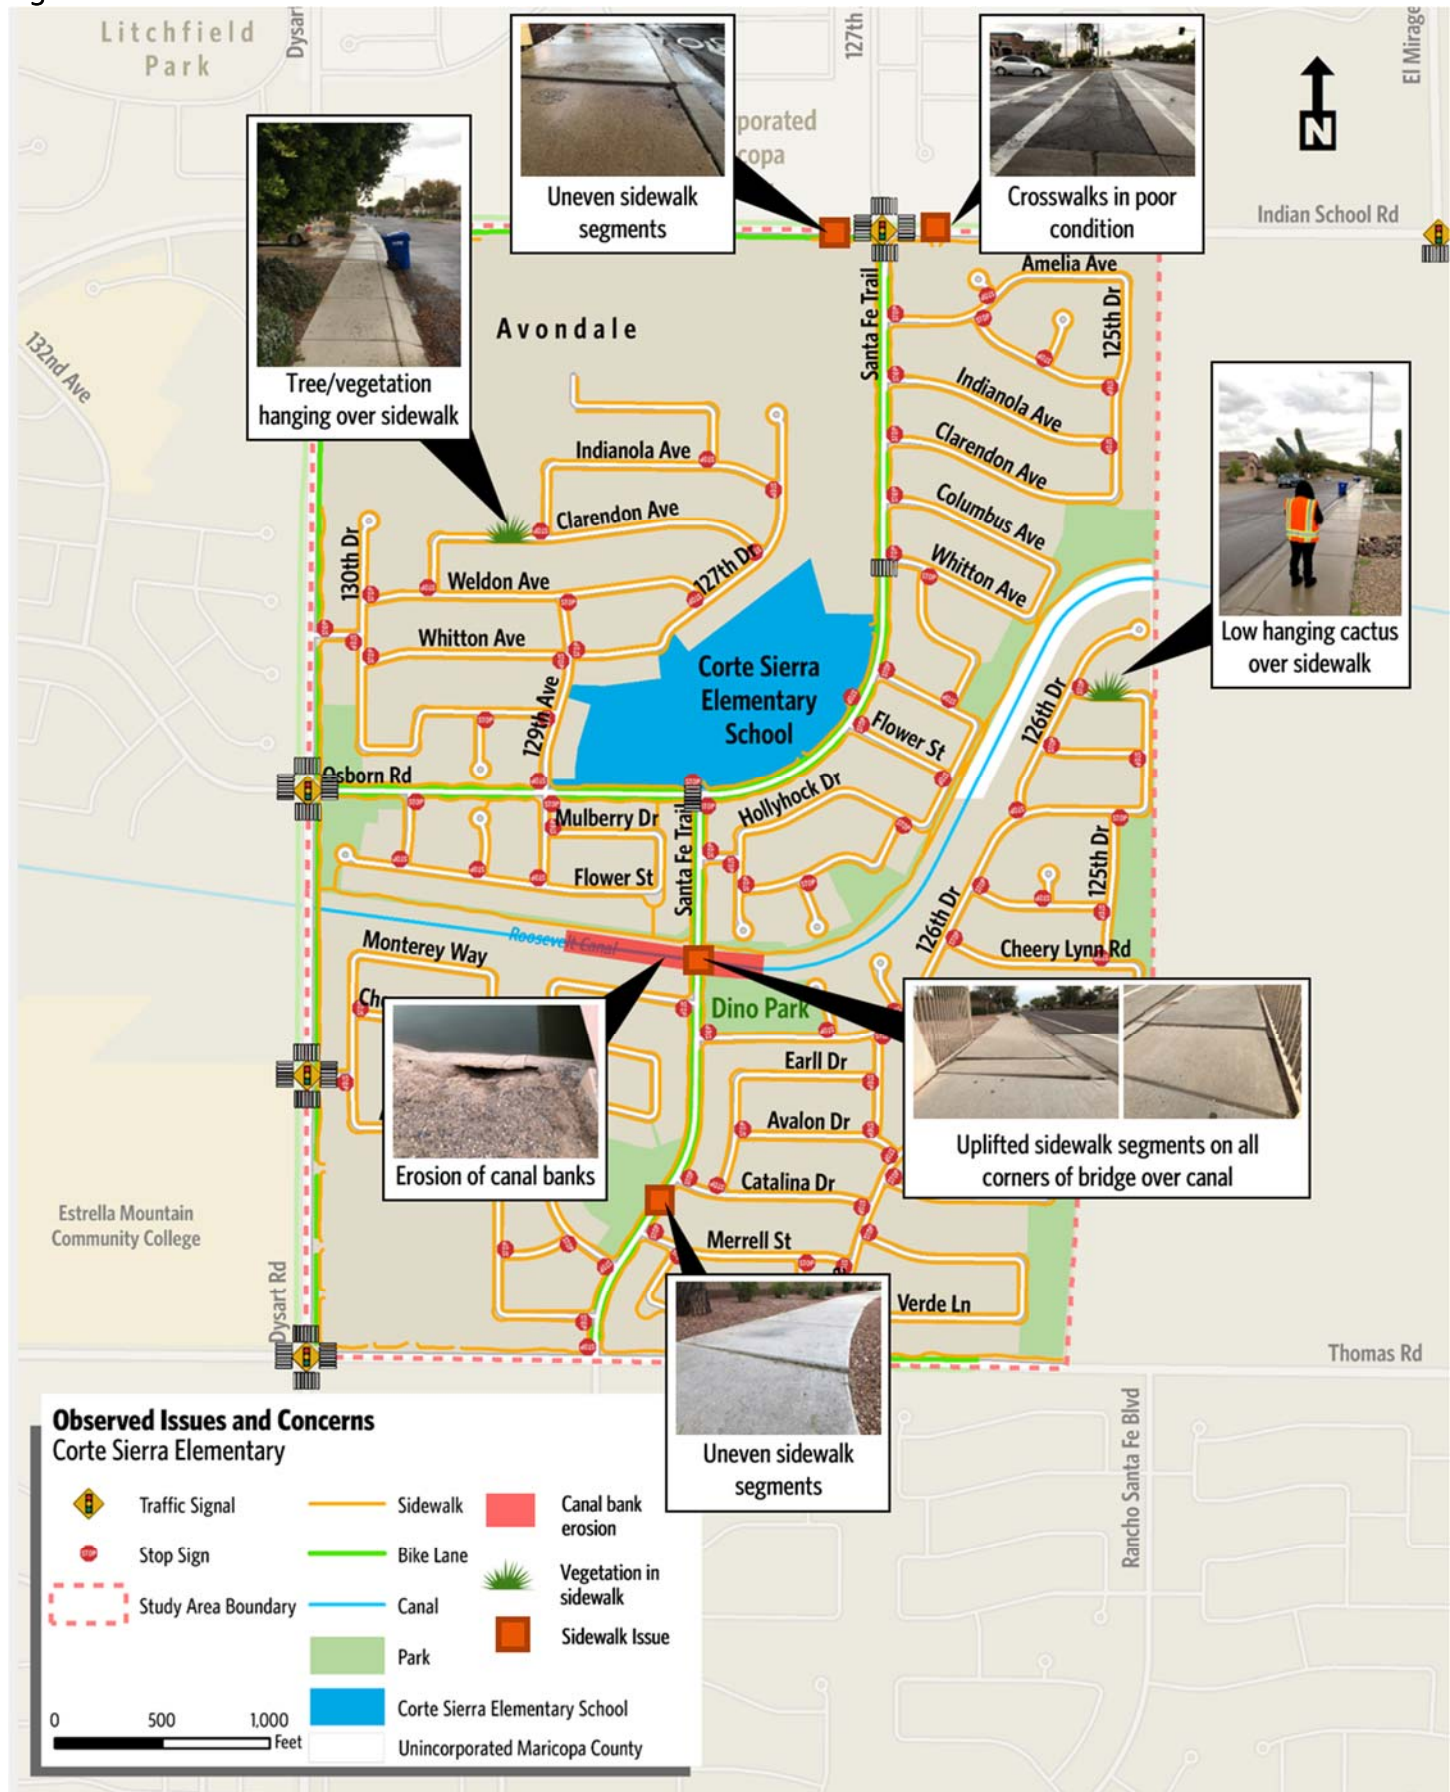 Litchfield
Park
Dysart
127th
El Mirage
N
Uneven sidewalk
segments
Crosswalks in poor
condition
porated
copa
Indian School Rd
Tree/vegetation
hanging over sidewalk
Avondale
Santa Fe Trail
Amelia Ave
125th Dr
132nd Ave
Indianola Ave
Clarendon Ave
Columbus Ave
Whitton Ave
Indianola Ave
Clarendon Ave
127th Dr
130th Dr
Weldon Ave
Whitton Ave
129th Ave
Low hanging cactus
over sidewalk
Corte Sierra
Elementary
School
126th Dr
Flower St
Osborn Rd
Hollyhock Dr
Mulberry Dr
Flower St
Santa Fe Trail
125th Dr
126th Dr
Cheery Lynn Rd
Roosevelt Canal
Monterey Way
Che
Dino Park
Earll Dr
Avalon Dr
Catalina Dr
Erosion of canal banks
Uplifted sidewalk segments on all
corners of bridge over canal
Estrella Mountain
Community College
Merrell St
Verde Ln
Dysart Rd
Thomas Rd
Rancho Santa Fe Blvd
Uneven sidewalk
segments
Observed Issues and Concerns
Corte Sierra Elementary
Traffic Signal
Stop Sign
Study Area Boundary
Sidewalk
Bike Lane
Canal
Park
Corte Sierra Elementary School
Unincorporated Maricopa County
Canal bank
erosion
Vegetation in
sidewalk
Sidewalk Issue
0 500 1,000
Feet